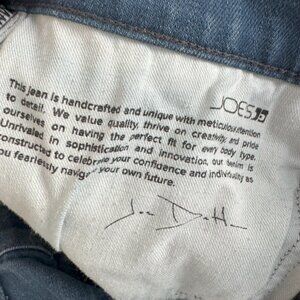 JOE'S
This jean is handcrafted and unique with meticulous attention
to detail. We value quality, thrive on creativity, and pride
Ourselves on having the perfect fit for every body type.
Unrivaled in sophistication and innovation, our denim is
constructed to celebrate your confidence and individuality as
you fearlessly navigate your own future.